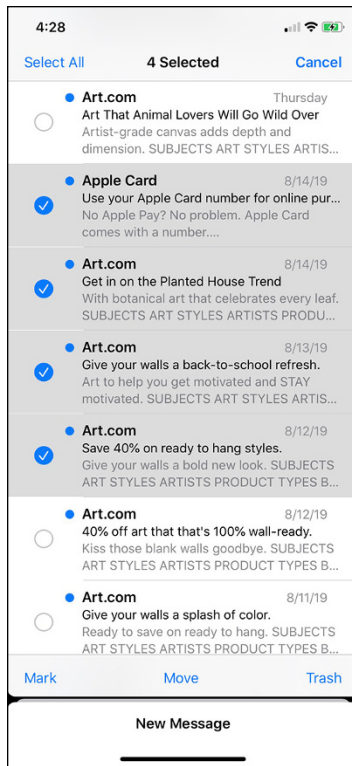 4:28
Select All 4 Selected Cancel
Art.com Thursday
Art That Animal Lovers Will Go Wild Over
Artist-grade canvas adds depth and
dimension. SUBJECTS ART STYLES ARTIS...
Apple Card 8/14/19
Use your Apple Card number for online pur...
No Apple Pay? No problem. Apple Card
comes with a number....
Art.com 8/14/19
Get in on the Planted House Trend
With botanical art that celebrates every leaf.
SUBJECTS ART STYLES ARTISTS PRODU...
Art.com 8/13/19
Give your walls a back-to-school refresh.
Art to help you get motivated and STAY
motivated. SUBJECTS ART STYLES ARTIS...
Art.com 8/12/19
Save 40% on ready to hang styles.
Give your walls a bold new look. SUBJECTS
ART STYLES ARTISTS PRODUCT TYPES B...
Art.com 8/12/19
40% off art that that's 100% wall-ready.
Kiss those blank walls goodbye. SUBJECTS
ART STYLES ARTISTS PRODUCT TYPES B...
Art.com 8/11/19
Give your walls a splash of color.
Ready to save on ready to hang. SUBJECTS
ART STYLES ARTISTS PRODUCT TYPES B...
Mark Move Trash
New Message